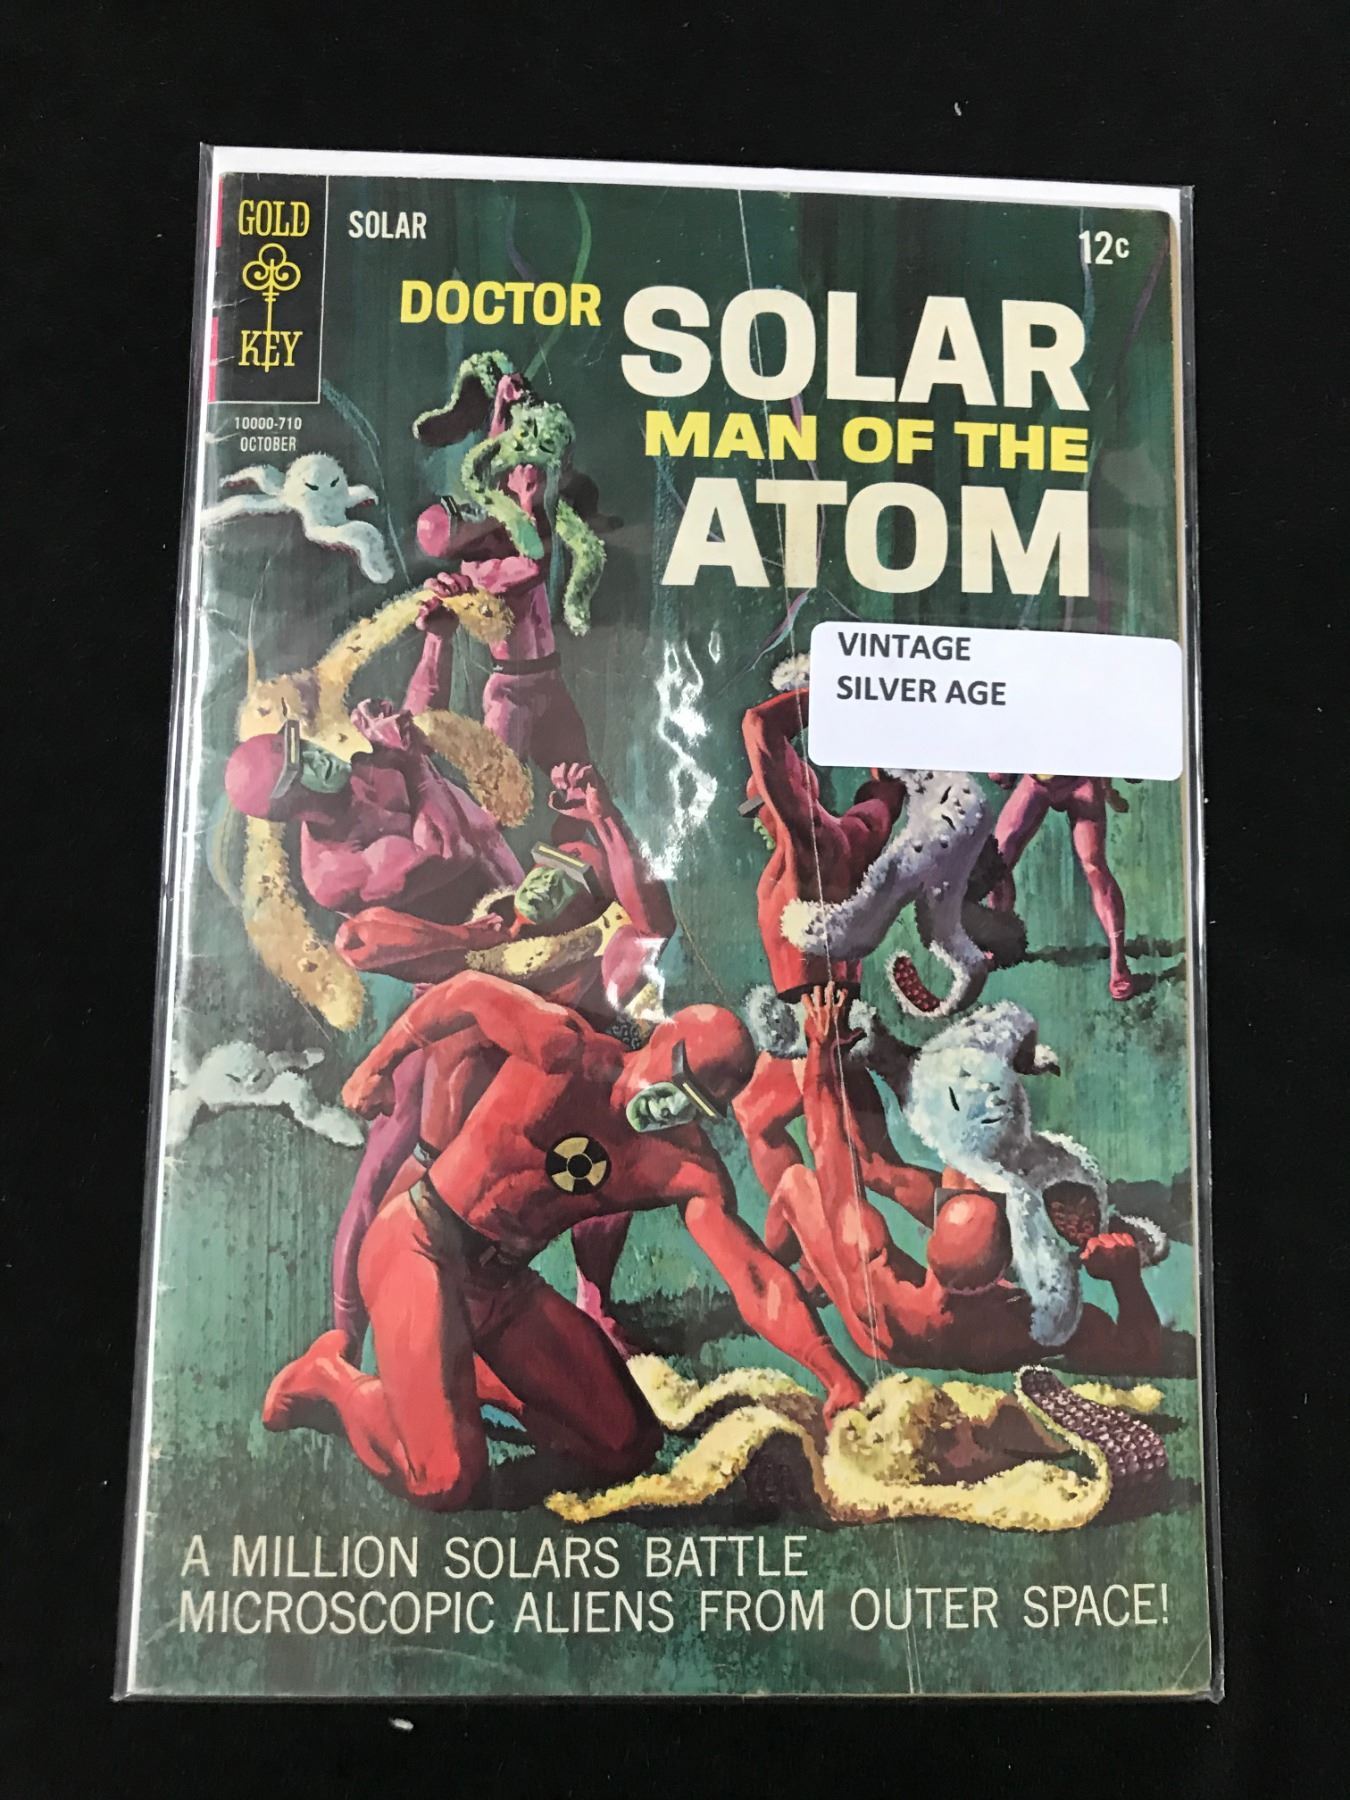 GOLD
KEY
SOLAR
12c
DOCTOR SOLAR
MAN OF THE
ATOM
10000-710
OCTOBER
VINTAGE
SILVER AGE
A MILLION SOLARS BATTLE
MICROSCOPIC ALIENS FROM OUTER SPACE!